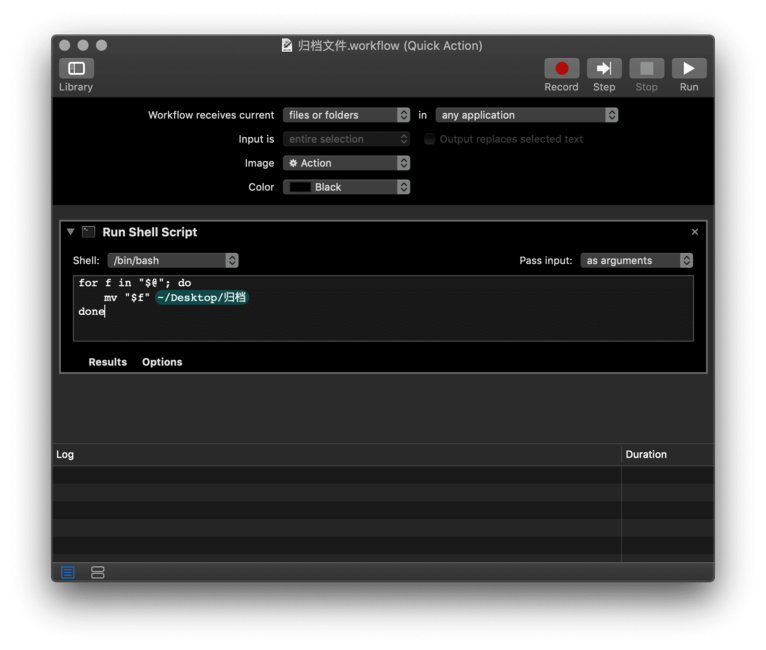 归档文件.workflow (Quick Action)
Library
Record Step Stop Run
Workflow receives current files or folders in any application
Input is entire selection Output replaces selected text
Image Action
Color Black
Run Shell Script
Shell: /bin/bash Pass input: as arguments
for f in "$@"; do
mv "$f" ~/Desktop/归档
done
Results Options
Log Duration